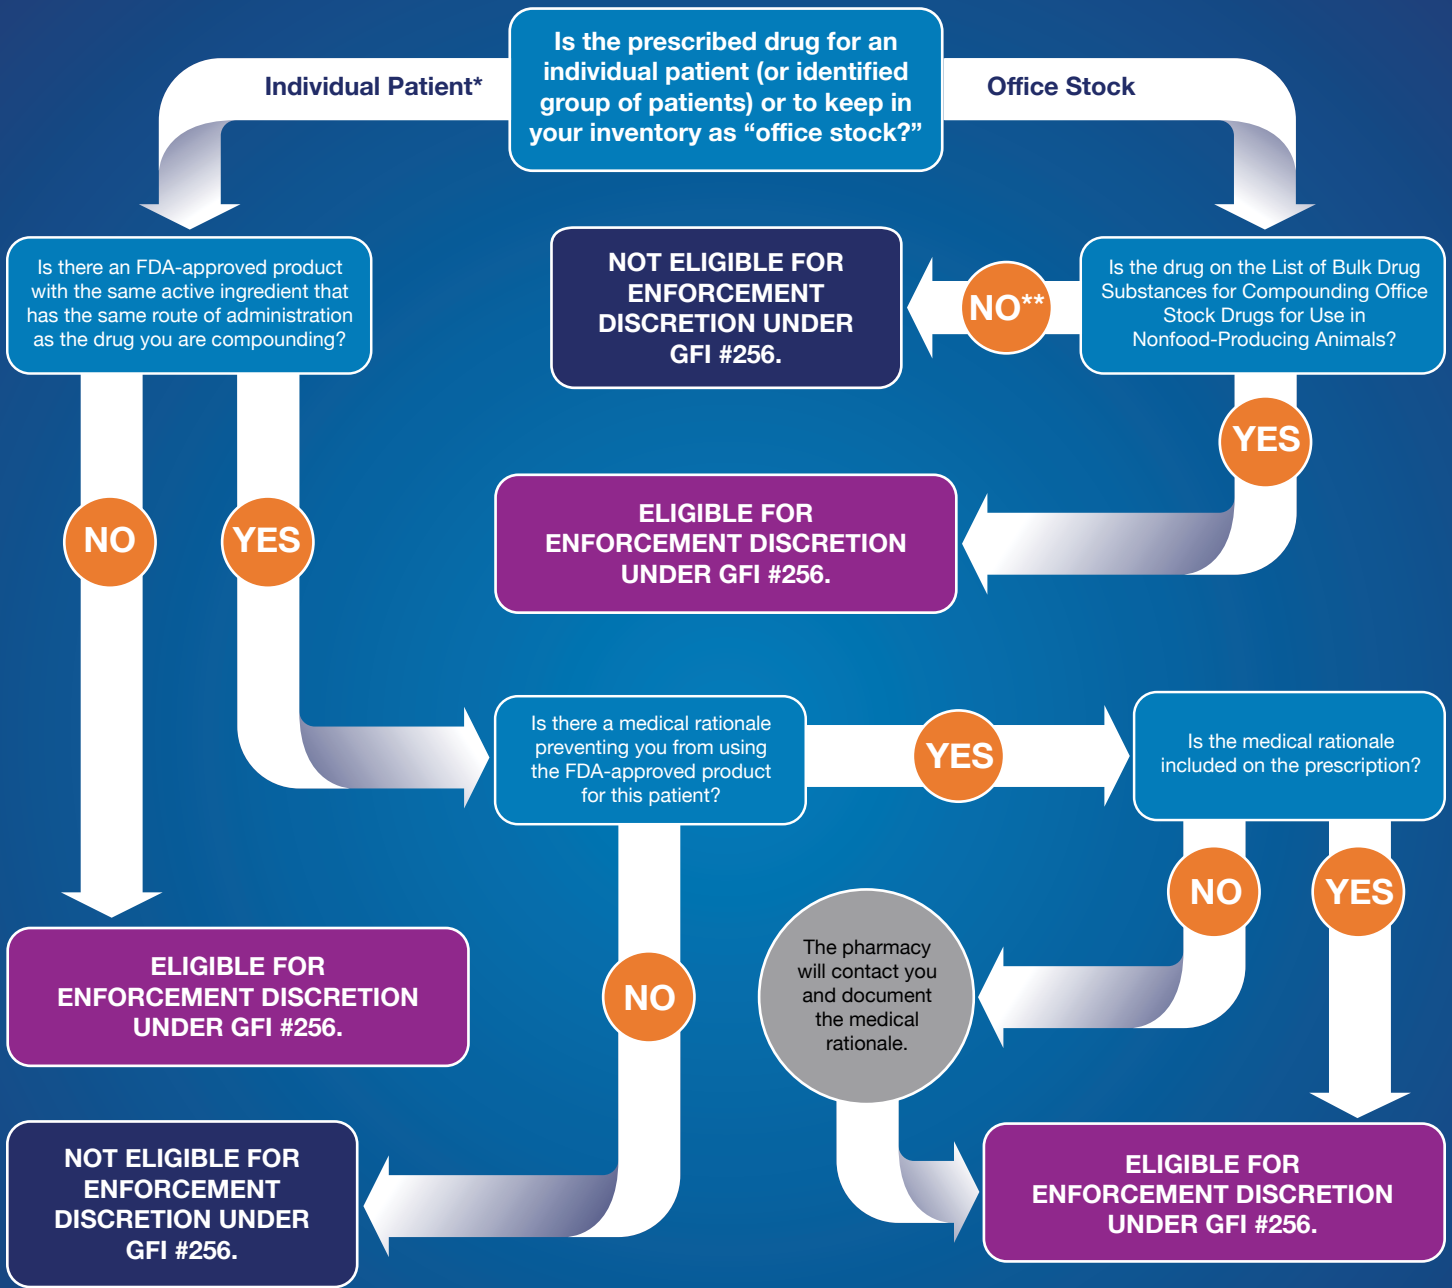 Is the prescribed drug for an
individual patient (or identified
group of patients) or to keep in
your inventory as “office stock?”
Individual Patient*
Office Stock
Is there an FDA-approved product
with the same active ingredient that
has the same route of administration
as the drug you are compounding?
NOT ELIGIBLE FOR
ENFORCEMENT
DISCRETION UNDER
GFI #256.
NO**
Is the drug on the List of Bulk Drug
Substances for Compounding Office
Stock Drugs for Use in
Nonfood-Producing Animals?
YES
ELIGIBLE FOR
ENFORCEMENT DISCRETION
UNDER GFI #256.
NO
YES
Is there a medical rationale
preventing you from using
the FDA-approved product
for this patient?
YES
Is the medical rationale
included on the prescription?
NO
YES
The pharmacy
will contact you
and document
the medical
rationale.
NO
ELIGIBLE FOR
ENFORCEMENT DISCRETION
UNDER GFI #256.
NOT ELIGIBLE FOR
ENFORCEMENT
DISCRETION UNDER
GFI #256.
ELIGIBLE FOR
ENFORCEMENT DISCRETION
UNDER GFI #256.